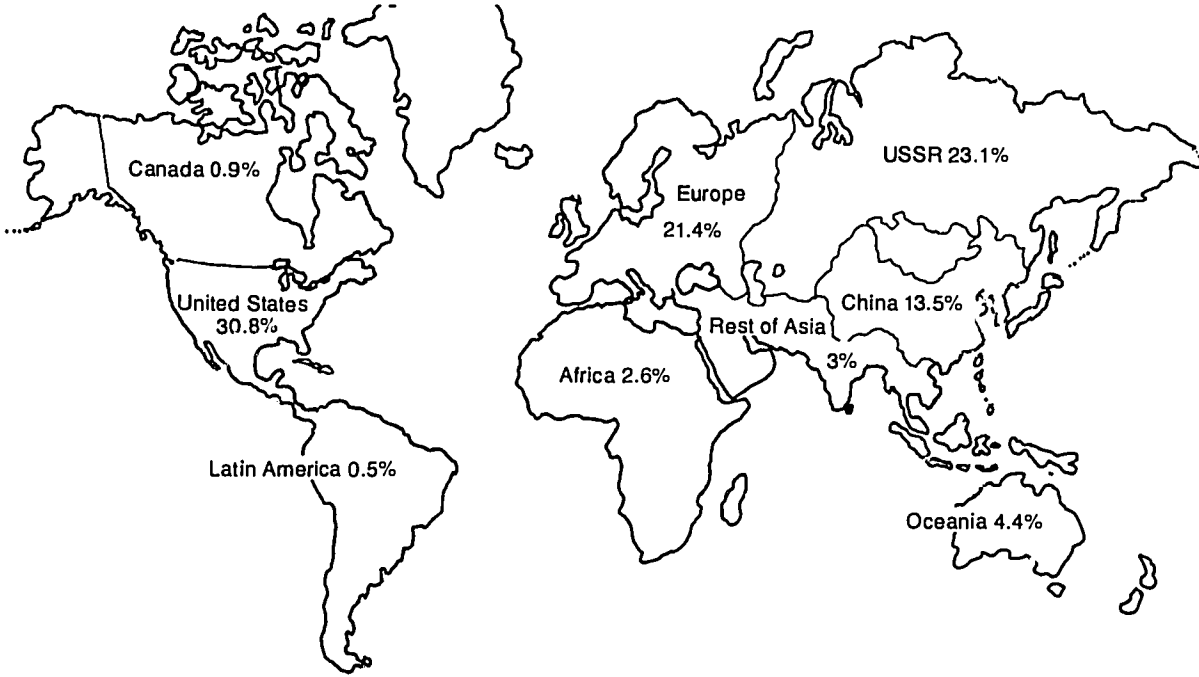 Canada 0.9%
USSR 23.1%
Europe
21.4%
United States
30.8%
China 13.5%
Rest of Asia
3%
Africa 2.6%
Latin America 0.5%
Oceania 4.4%